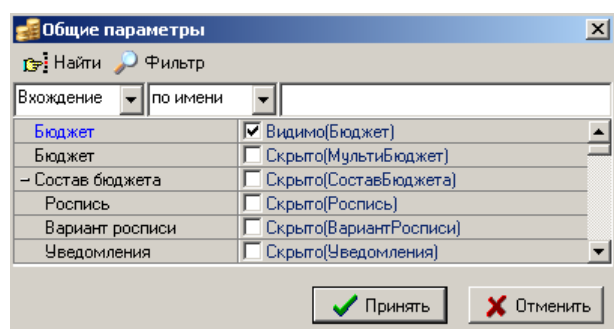 Общие параметры
Найти Фильтр
Вхождение по имени
Бюджет Видимо(Бюджет)
Бюджет Скрыто(МультиБюджет)
– Состав бюджета Скрыто(СоставБюджета)
Роспись Скрыто(Роспись)
Вариант росписи Скрыто(ВариантРосписи)
Уведомления Скрыто(Уведомления)
Принять Отменить